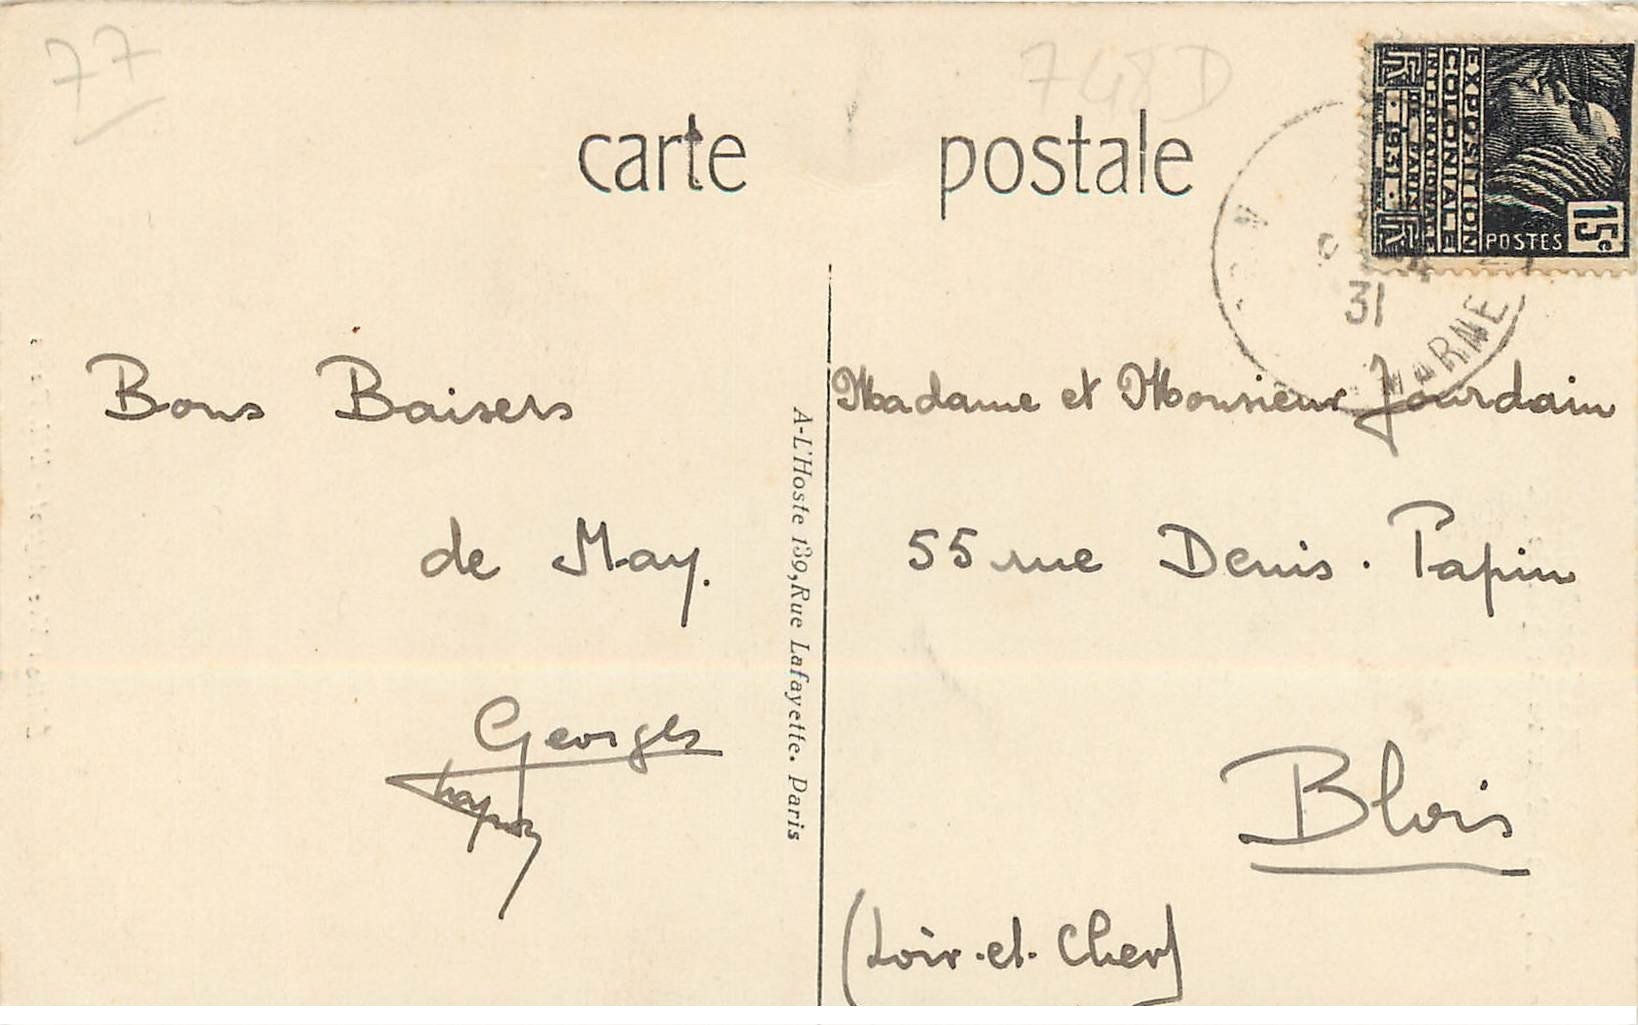 77
748D
carte postale
EXPOSITION
COLONIALE
INTERNATIONALE
DE PARIS
RF · 1931 · RF
POSTES
15c
31
MARNE
Bons Baisers
de May.
Georges
A-L'Hoste 139, Rue Lafayette. Paris
Madame et Monsieur Jourdain
55 rue Denis-Papin
Blois
(Loir-et-Cher)